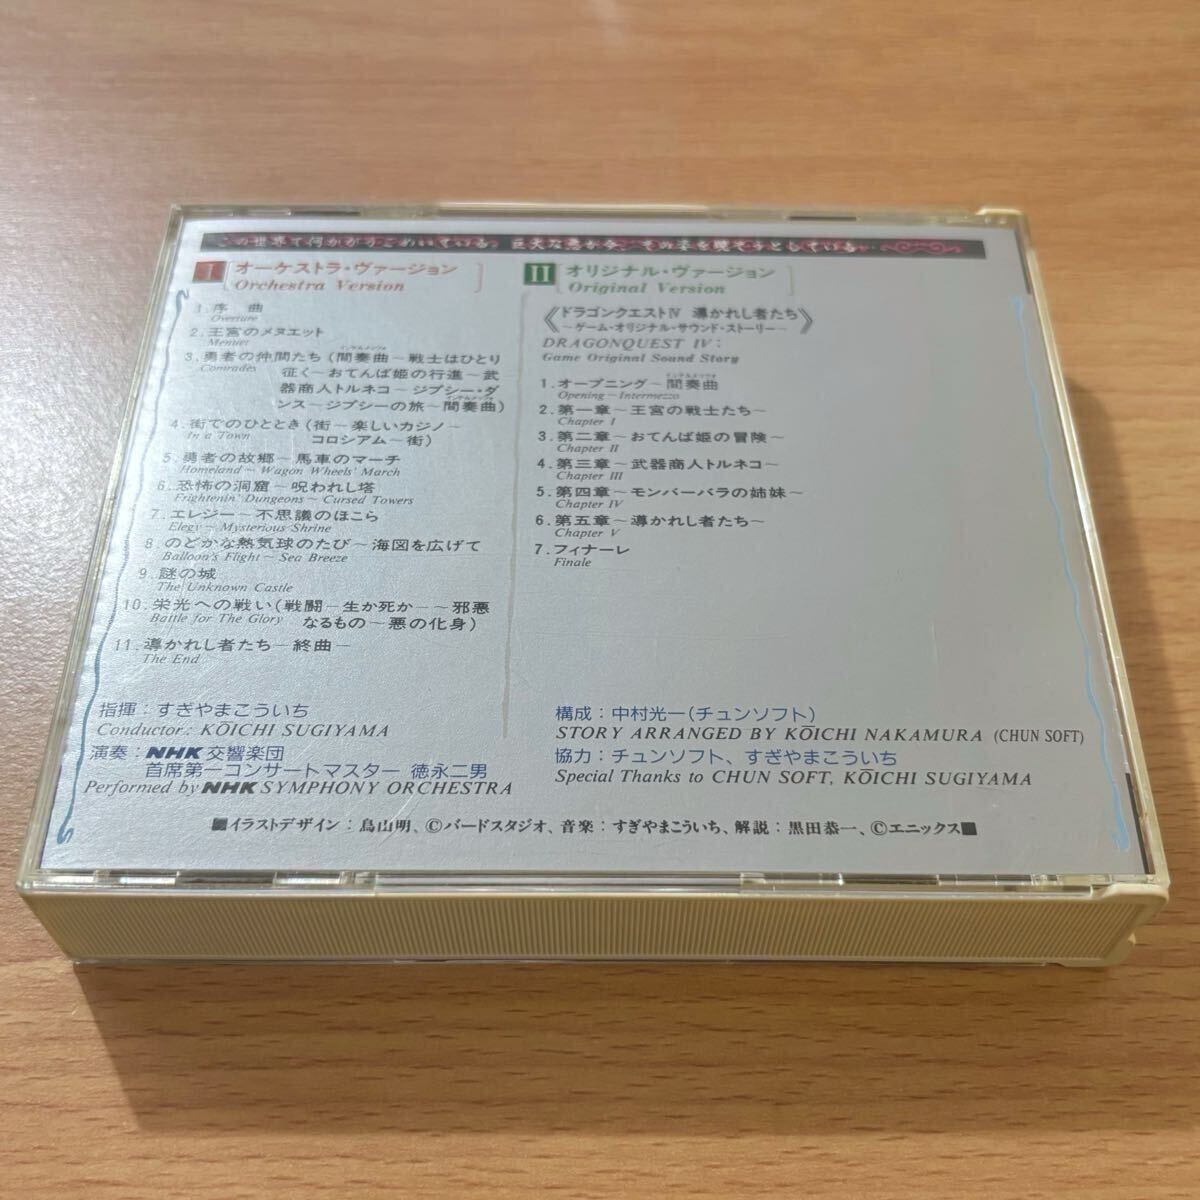 この世界で何かがうごめいている。巨大な悪が今、その姿を現そうとしている…
I オーケストラ・ヴァージョン
Orchestra Version
1. 序 曲
Overture
2. 王宮のメヌエット
Menuet
インテルメッツォ
3. 勇者の仲間たち(間奏曲〜戦士はひとり
Comrades
征く〜おてんば姫の行進〜武
器商人トルネコ〜ジプシー・ダ
インテルメッツォ
ンス〜ジプシーの旅〜間奏曲)
4. 街でのひととき(街〜楽しいカジノ〜
In a Town
コロシアム〜街)
5. 勇者の故郷〜馬車のマーチ
Homeland〜Wagon Wheels' March
6. 恐怖の洞窟〜呪われし塔
Frightenin' Dungeons〜Cursed Towers
7. エレジー〜不思議のほこら
Elegy〜Mysterious Shrine
8. のどかな熱気球のたび〜海図を広げて
Balloon's Flight〜Sea Breeze
9. 謎の城
The Unknown Castle
10. 栄光への戦い(戦闘—生か死か—〜邪悪
Battle for The Glory
なるもの〜悪の化身)
11. 導かれし者たち—終曲—
The End
指揮：すぎやまこういち
Conductor.: KŌICHI SUGIYAMA
演奏：NHK交響楽団
首席第一コンサートマスター 徳永二男
Performed by NHK SYMPHONY ORCHESTRA
II オリジナル・ヴァージョン
Original Version
《ドラゴンクエストIV 導かれし者たち
〜ゲーム・オリジナル・サウンド・ストーリー〜》
DRAGONQUEST IV:
Game Original Sound Story
インテルメッツォ
1. オープニング〜間奏曲
Opening〜Intermezzo
2. 第一章〜王宮の戦士たち〜
Chapter I
3. 第二章〜おてんば姫の冒険〜
Chapter II
4. 第三章〜武器商人トルネコ〜
Chapter III
5. 第四章〜モンバーバラの姉妹〜
Chapter IV
6. 第五章〜導かれし者たち〜
Chapter V
7. フィナーレ
Finale
構成：中村光一(チュンソフト)
STORY ARRANGED BY KŌICHI NAKAMURA (CHUN SOFT)
協力：チュンソフト、すぎやまこういち
Special Thanks to CHUN SOFT, KŌICHI SUGIYAMA
■イラストデザイン：鳥山明、©バードスタジオ、音楽：すぎやまこういち、解説：黒田恭一、©エニックス■